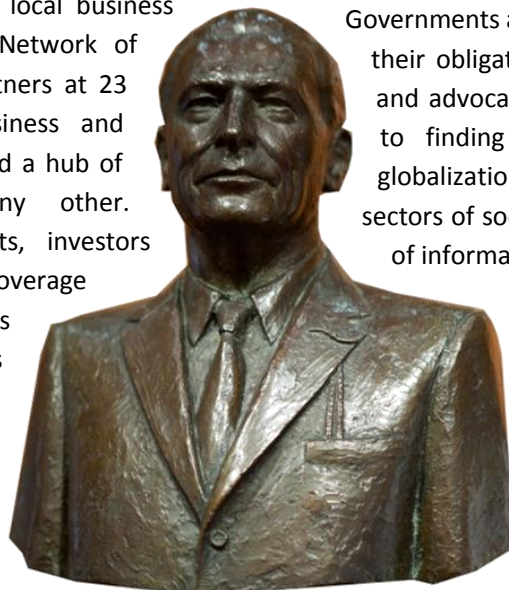 local business
Network of
tners at 23
siness and
d a hub of
ny other.
ts, investors
overage
s
s
Governments a
their obligat
and advoca
to finding
globalizatio
sectors of soc
of informa